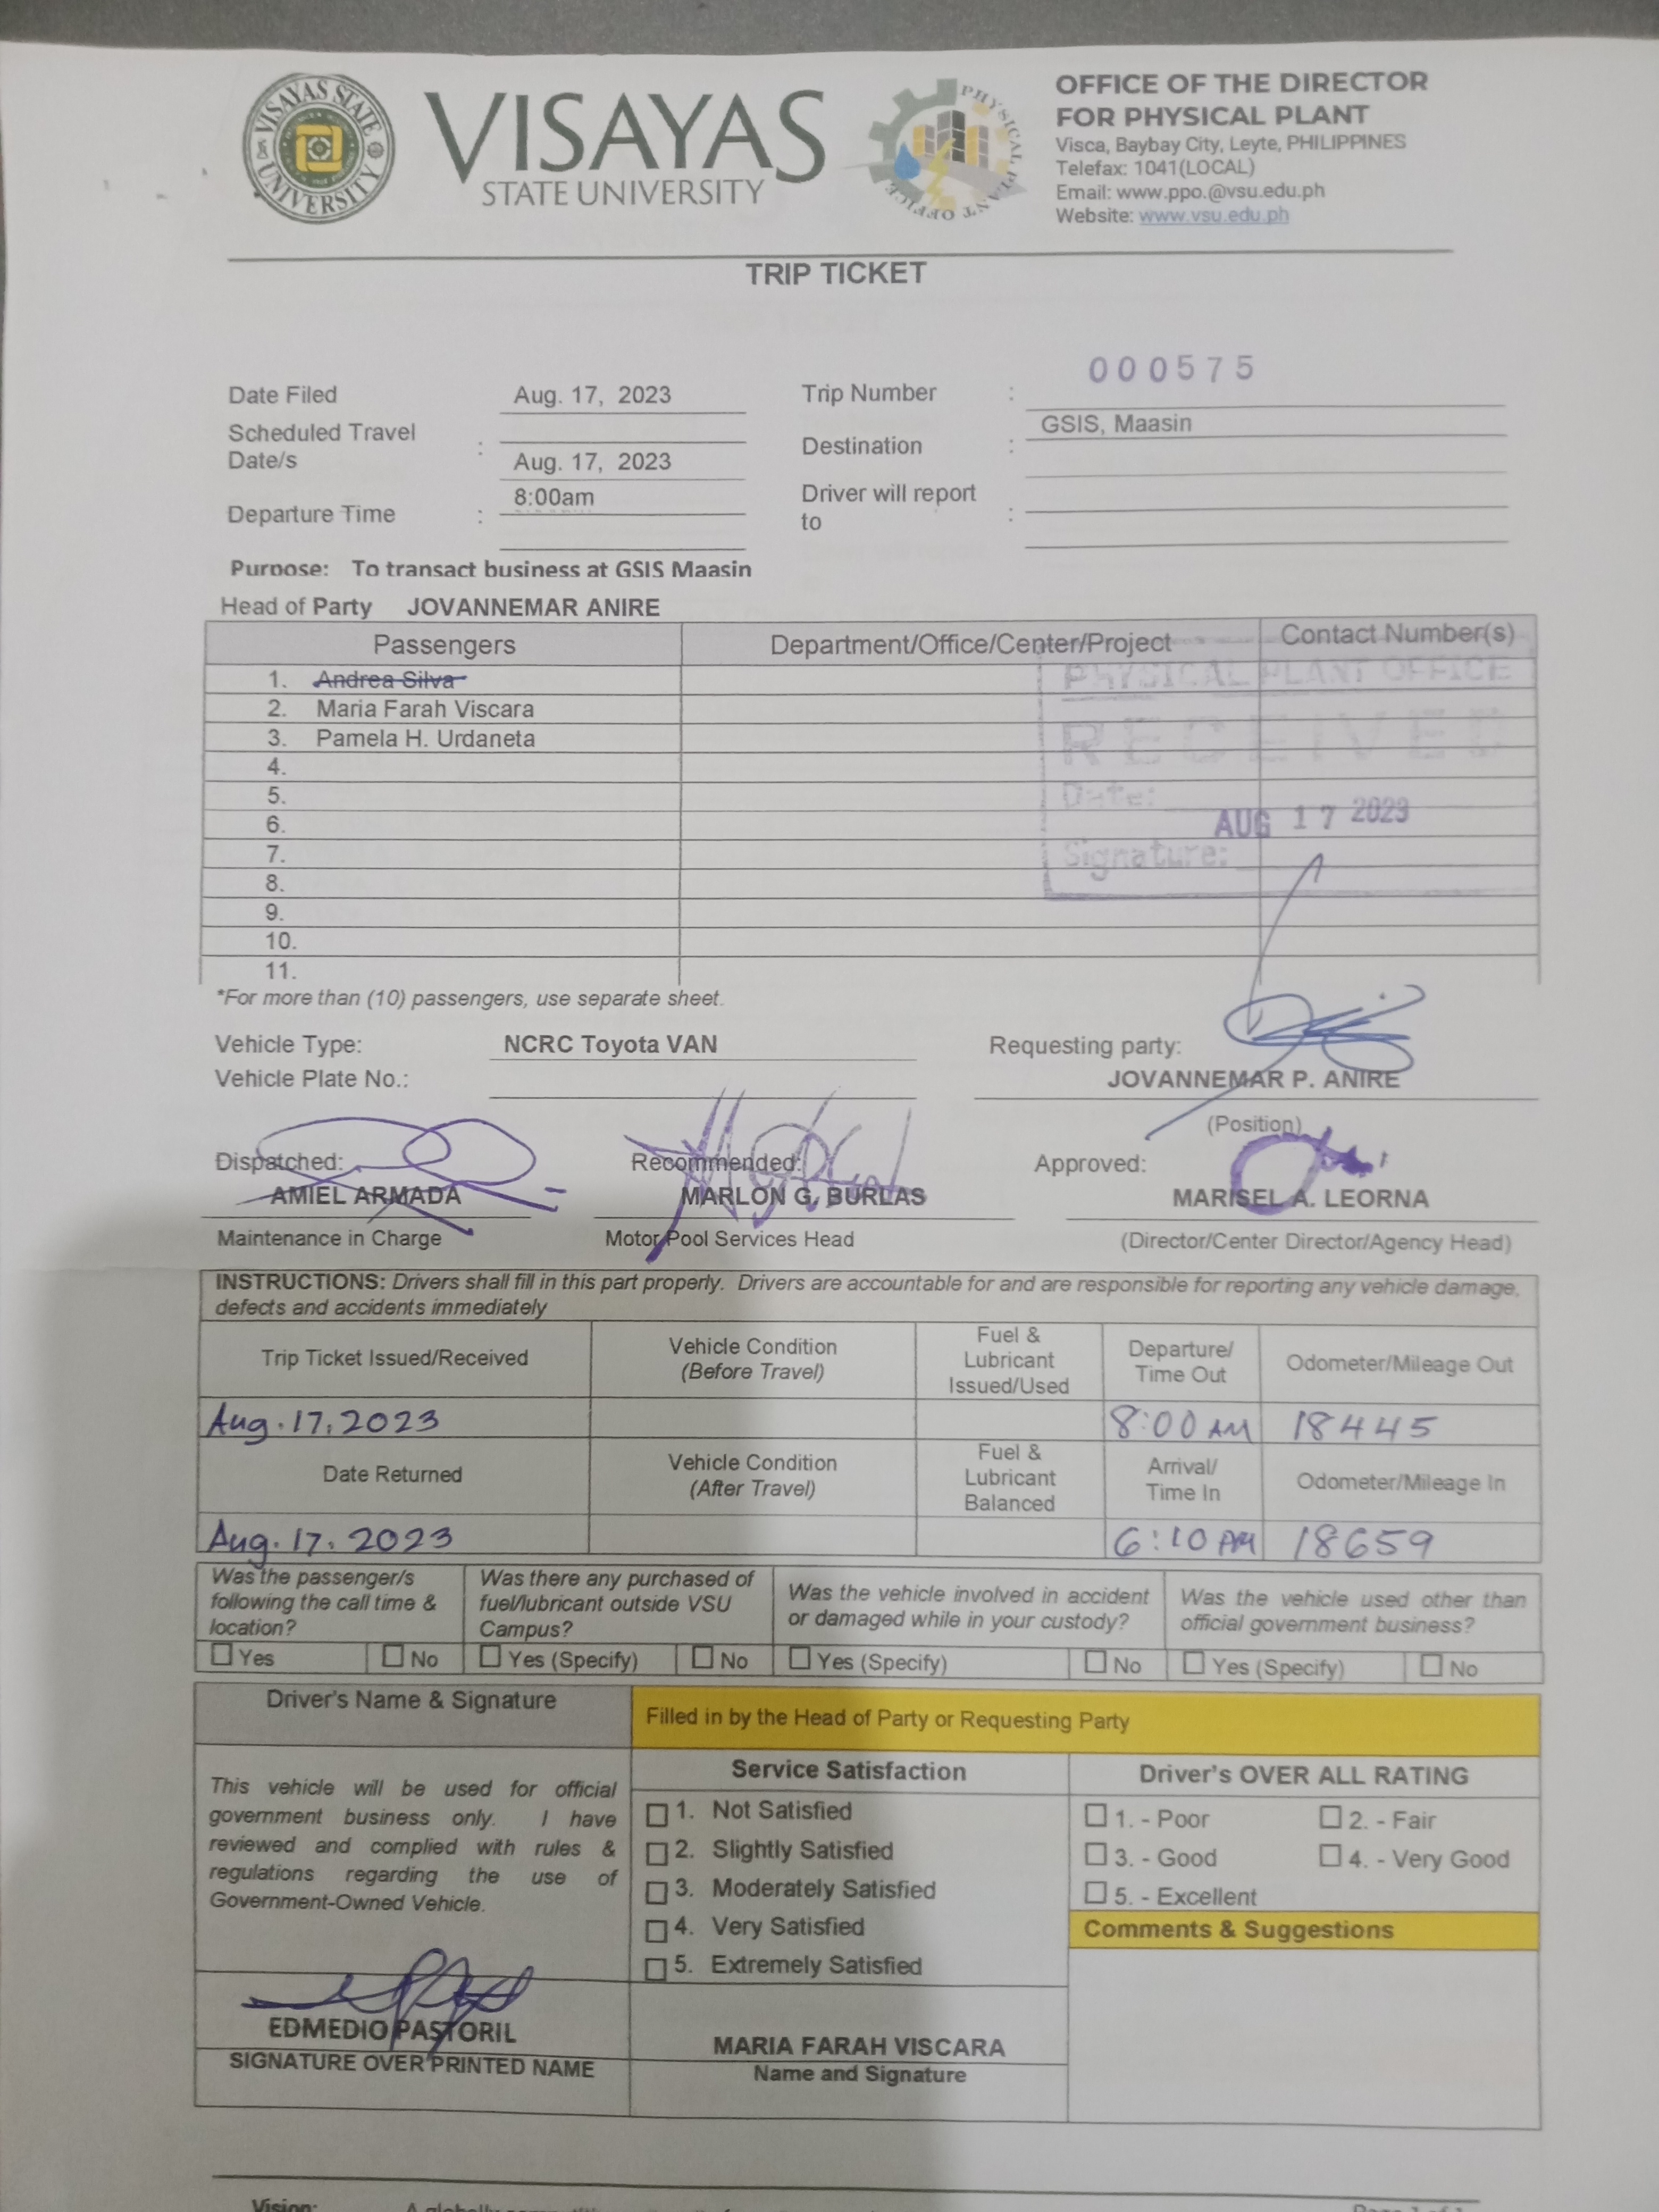 VISAYAS STATE UNIVERSITY
VISAYAS
STATE UNIVERSITY
PHYSICAL PLANT OFFICE
OFFICE OF THE DIRECTOR
FOR PHYSICAL PLANT
Visca, Baybay City, Leyte, PHILIPPINES
Telefax: 1041(LOCAL)
Email: www.ppo.@vsu.edu.ph
Website: www.vsu.edu.ph
TRIP TICKET
000575
Date Filed Aug. 17, 2023 Trip Number :
Scheduled Travel Date/s : Aug. 17, 2023 Destination : GSIS, Maasin
Departure Time : 8:00am Driver will report to :
Purpose: To transact business at GSIS Maasin
Head of Party JOVANNEMAR ANIRE
Passengers Department/Office/Center/Project Contact Number(s)
1. Andrea Silva
2. Maria Farah Viscara
3. Pamela H. Urdaneta
4.
5.
6.
7.
8.
9.
10.
11.
PHYSICAL PLANT OFFICE
RECEIVED
Date: AUG 17 2023
Signature:
*For more than (10) passengers, use separate sheet.
Vehicle Type: NCRC Toyota VAN Requesting party:
Vehicle Plate No.: JOVANNEMAR P. ANIRE
(Position)
Dispatched: Recommended: Approved:
AMIEL ARMADA MARLON G. BURLAS MARISEL A. LEORNA
Maintenance in Charge Motor Pool Services Head (Director/Center Director/Agency Head)
INSTRUCTIONS: Drivers shall fill in this part properly. Drivers are accountable for and are responsible for reporting any vehicle damage,
defects and accidents immediately
Trip Ticket Issued/Received Vehicle Condition (Before Travel) Fuel & Lubricant Issued/Used Departure/ Time Out Odometer/Mileage Out
Aug. 17, 2023 8:00 AM 18445
Date Returned Vehicle Condition (After Travel) Fuel & Lubricant Balanced Arrival/ Time In Odometer/Mileage In
Aug. 17, 2023 6:10 PM 18659
Was the passenger/s following the call time & location? Was there any purchased of fuel/lubricant outside VSU Campus? Was the vehicle involved in accident or damaged while in your custody? Was the vehicle used other than official government business?
Yes No Yes (Specify) No Yes (Specify) No Yes (Specify) No
Driver's Name & Signature
Filled in by the Head of Party or Requesting Party
This vehicle will be used for official
government business only. I have
reviewed and complied with rules &
regulations regarding the use of
Government-Owned Vehicle.
EDMEDIO PASTORIL
SIGNATURE OVER PRINTED NAME
Service Satisfaction
1. Not Satisfied
2. Slightly Satisfied
3. Moderately Satisfied
4. Very Satisfied
5. Extremely Satisfied
MARIA FARAH VISCARA
Name and Signature
Driver's OVER ALL RATING
1. - Poor 2. - Fair
3. - Good 4. - Very Good
5. - Excellent
Comments & Suggestions
Vision: